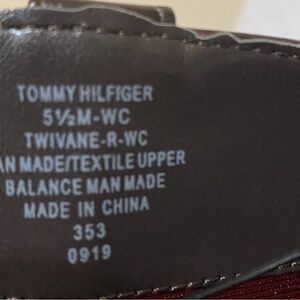 TOMMY HILFIGER
5½M-WC
TWIVANE-R-WC
AN MADE/TEXTILE UPPER
BALANCE MAN MADE
MADE IN CHINA
353
0919